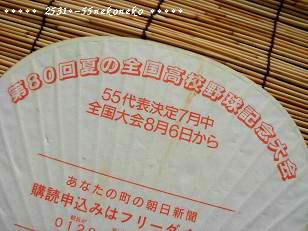 ***** 2531--55nekoneko *****
第80回夏の全国高校野球記念大会
55代表決定7月中
全国大会8月6日から
あなたの町の朝日新聞
購読申込みはフリーダ
0120